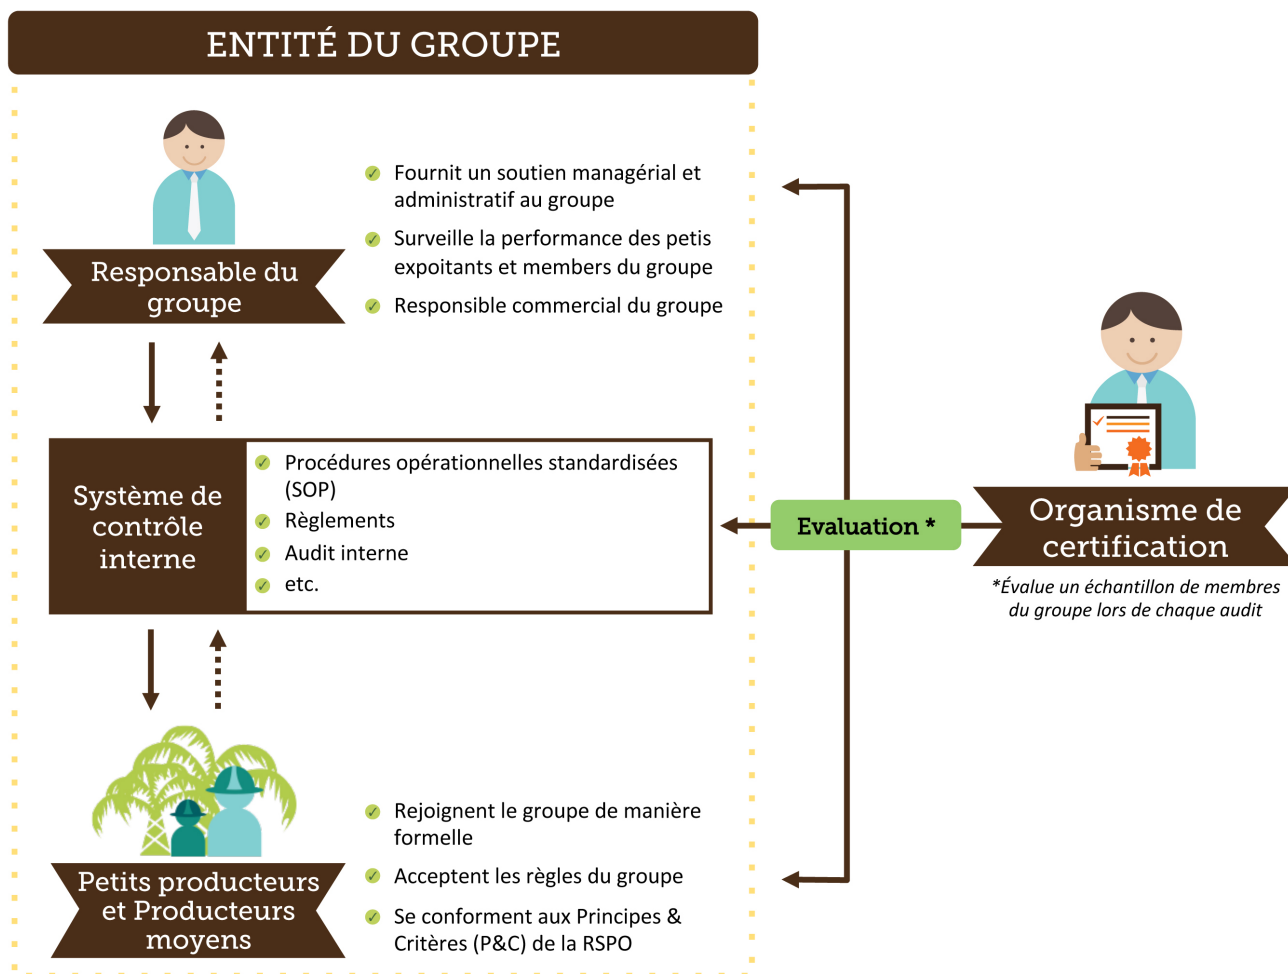 ENTITÉ DU GROUPE
Responsable du
groupe
Fournit un soutien managérial et
administratif au groupe
Surveille la performance des petis
expoitants et members du groupe
Responsible commercial du groupe
Système de
contrôle
interne
Procédures opérationnelles standardisées
(SOP)
Règlements
Audit interne
etc.
Evaluation *
Organisme de
certification
*Évalue un échantillon de membres
du groupe lors de chaque audit
Petits producteurs
et Producteurs
moyens
Rejoignent le groupe de manière
formelle
Acceptent les règles du groupe
Se conforment aux Principes &
Critères (P&C) de la RSPO